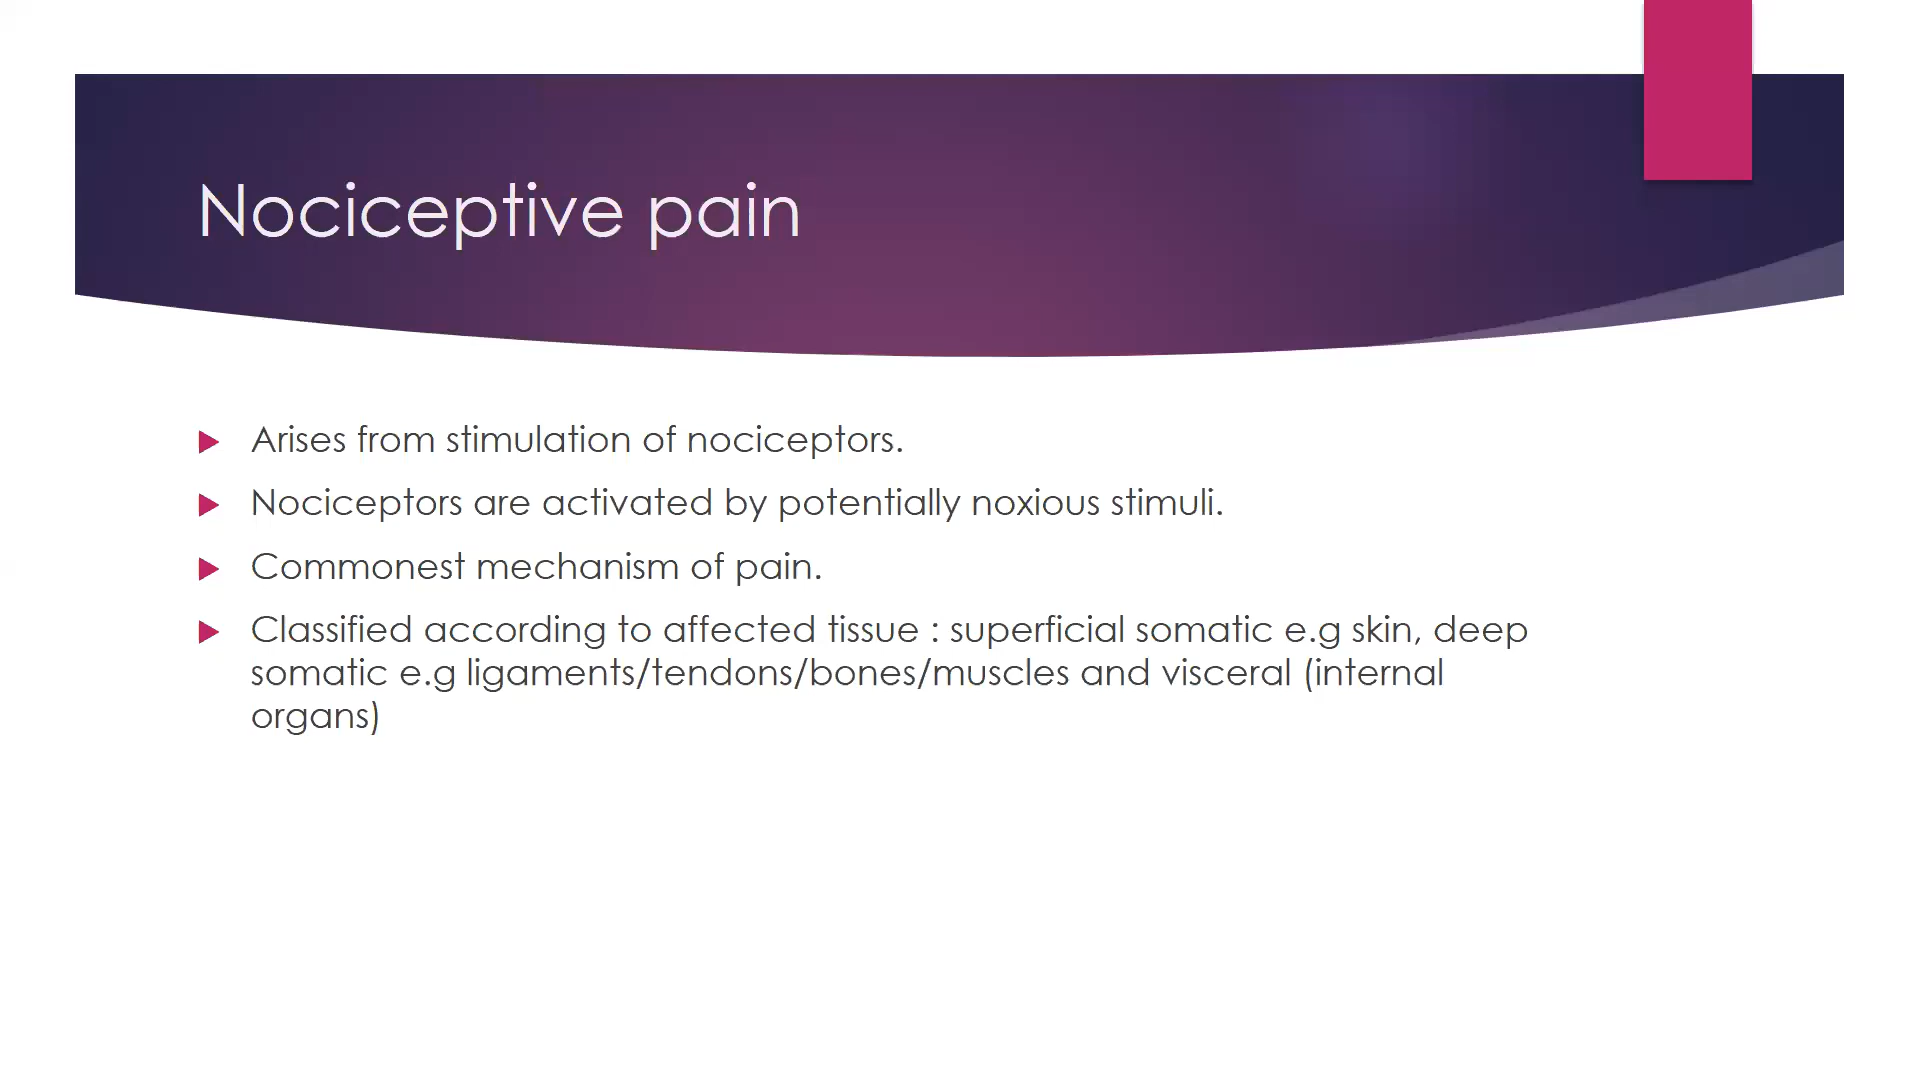 Nociceptive pain
Arises from stimulation of nociceptors.
Nociceptors are activated by potentially noxious stimuli.
Commonest mechanism of pain.
Classified according to affected tissue : superficial somatic e.g skin, deep
somatic e.g ligaments/tendons/bones/muscles and visceral (internal
organs)